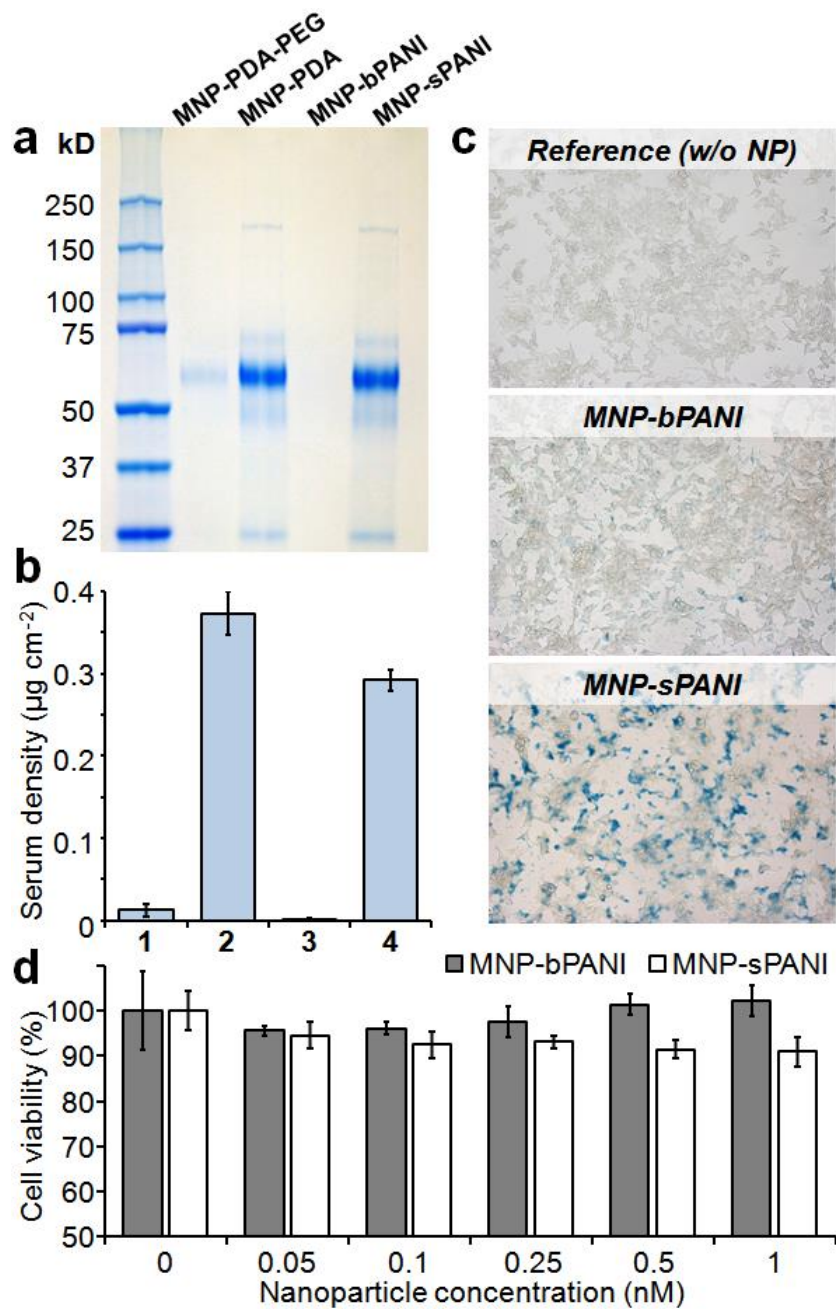 MNP-PDA-PEG
MNP-PDA
MNP-bPANI
MNP-sPANI
a kD
250
150
100
75
50
37
25
b
Serum density (µg cm⁻²)
0.4
0.3
0.2
0.1
0
1 2 3 4
c
Reference (w/o NP)
MNP-bPANI
MNP-sPANI
d
MNP-bPANI MNP-sPANI
Cell viability (%)
100
90
80
70
60
50
0 0.05 0.1 0.25 0.5 1
Nanoparticle concentration (nM)